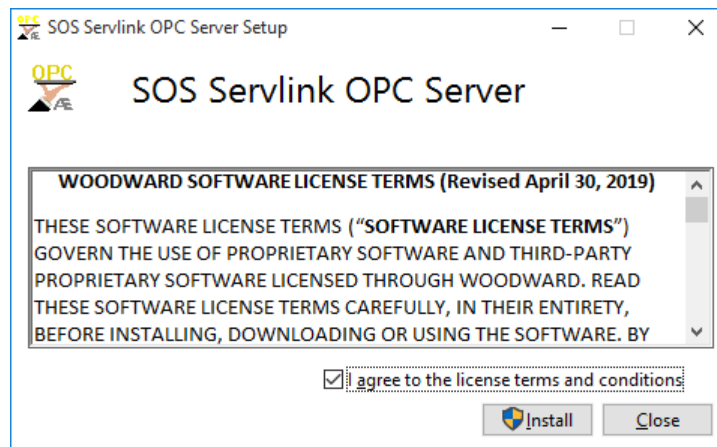 OPC
Æ
SOS Servlink OPC Server Setup
OPC
Æ
SOS Servlink OPC Server
WOODWARD SOFTWARE LICENSE TERMS (Revised April 30, 2019)
THESE SOFTWARE LICENSE TERMS (“SOFTWARE LICENSE TERMS”)
GOVERN THE USE OF PROPRIETARY SOFTWARE AND THIRD-PARTY
PROPRIETARY SOFTWARE LICENSED THROUGH WOODWARD. READ
THESE SOFTWARE LICENSE TERMS CAREFULLY, IN THEIR ENTIRETY,
BEFORE INSTALLING, DOWNLOADING OR USING THE SOFTWARE. BY
I agree to the license terms and conditions
Install
Close